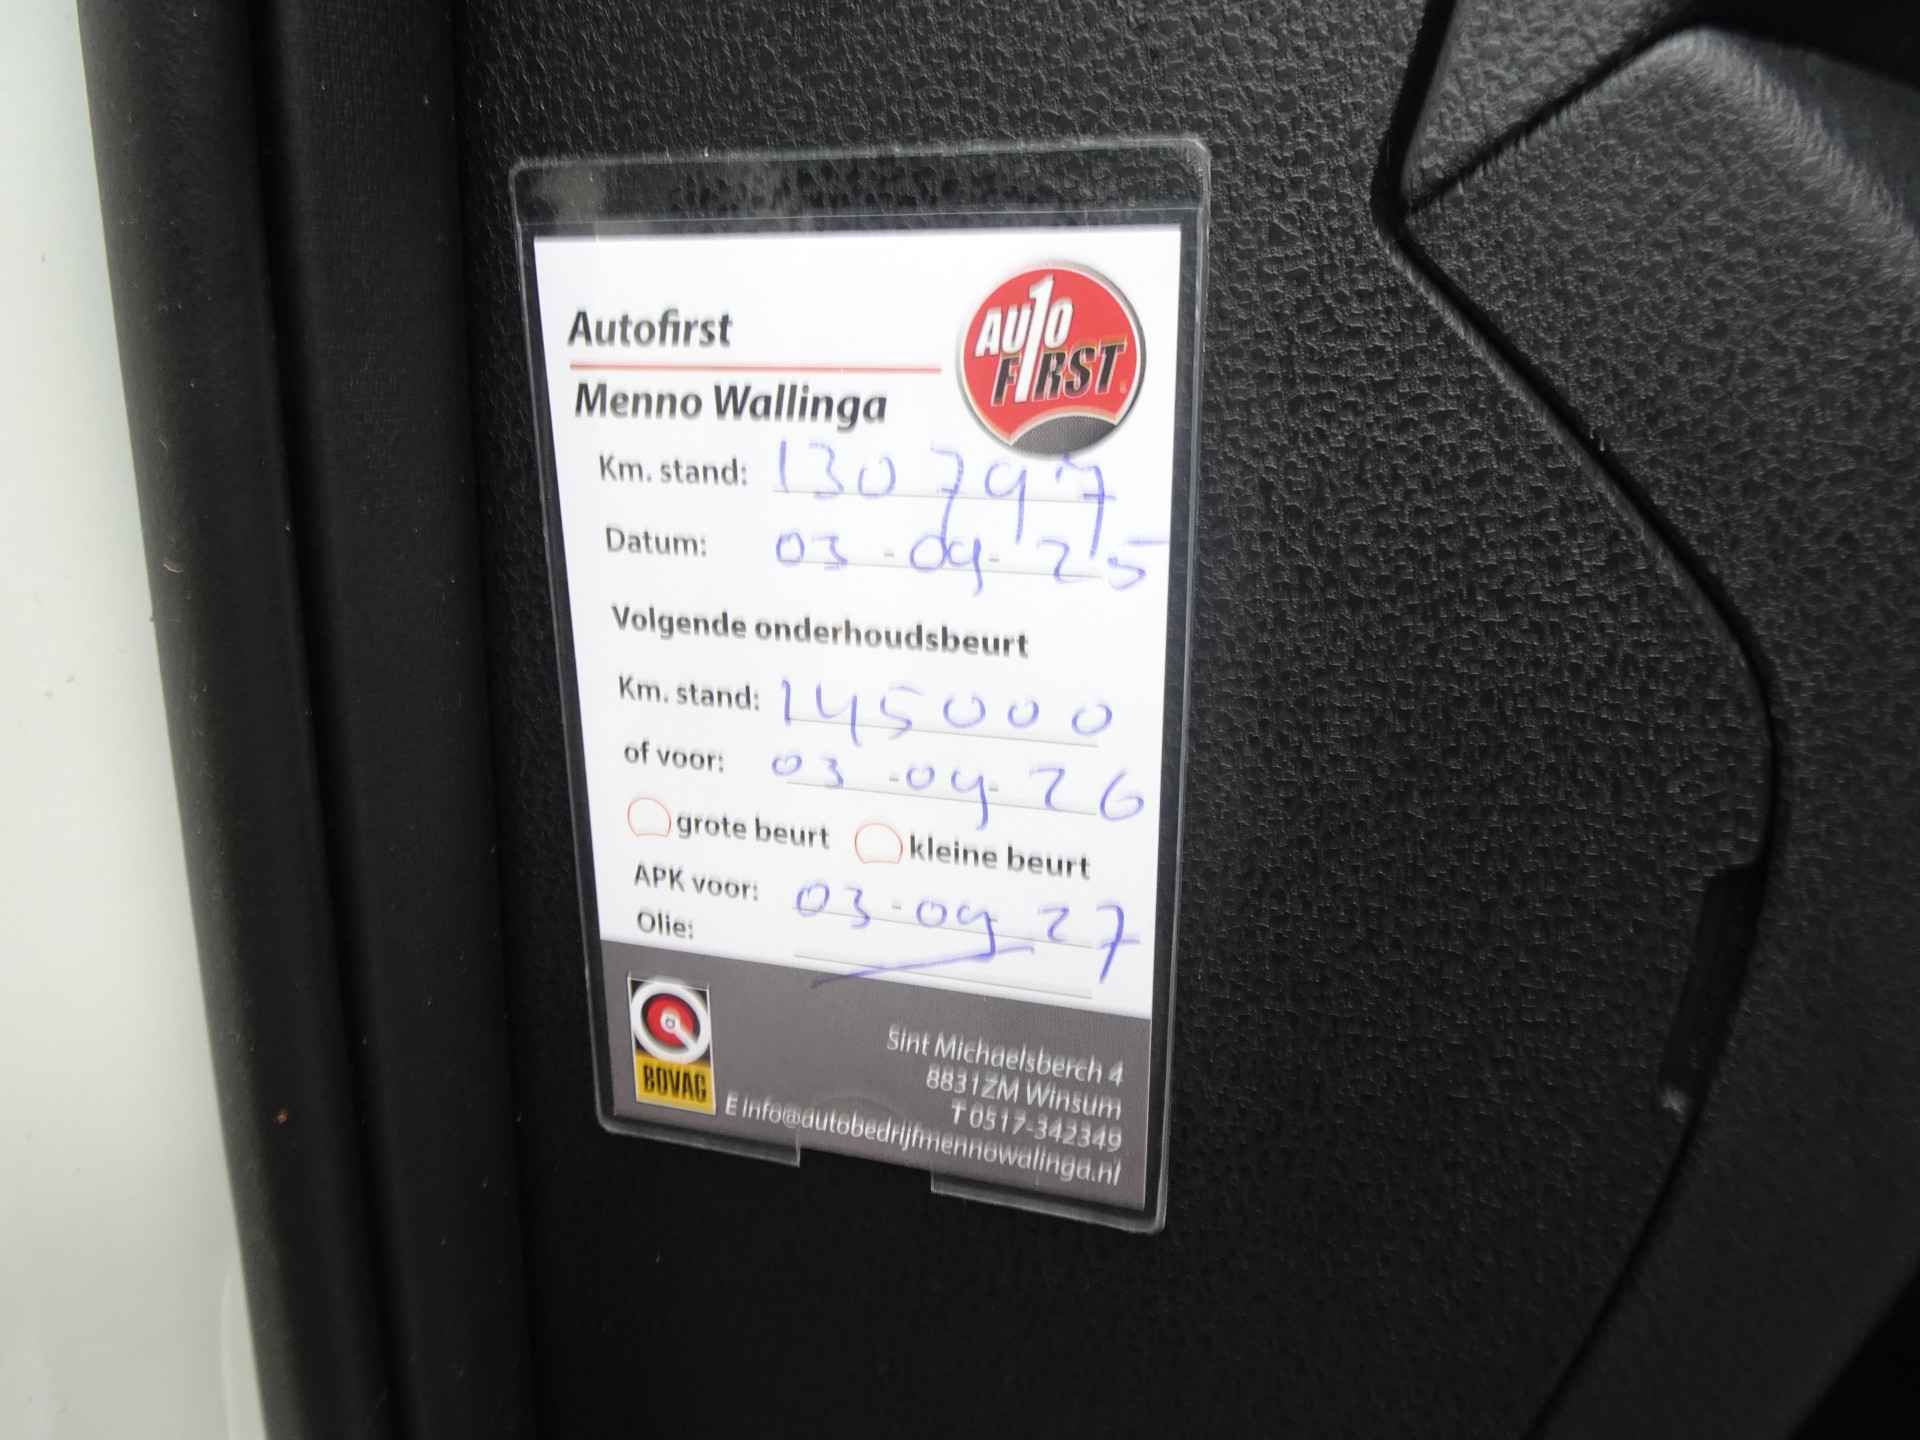 Autofirst
Menno Wallinga
AUTO
FIRST
Km. stand: 130797
Datum: 03-09-25
Volgende onderhoudsbeurt
Km. stand: 145000
of voor: 03-09-26
grote beurt kleine beurt
APK voor: 03-09-27
Olie:
BOVAG
Sint Michaelsberch 4
8831ZM Winsum
T 0517-342349
E info@autobedrijfmennowalinga.nl